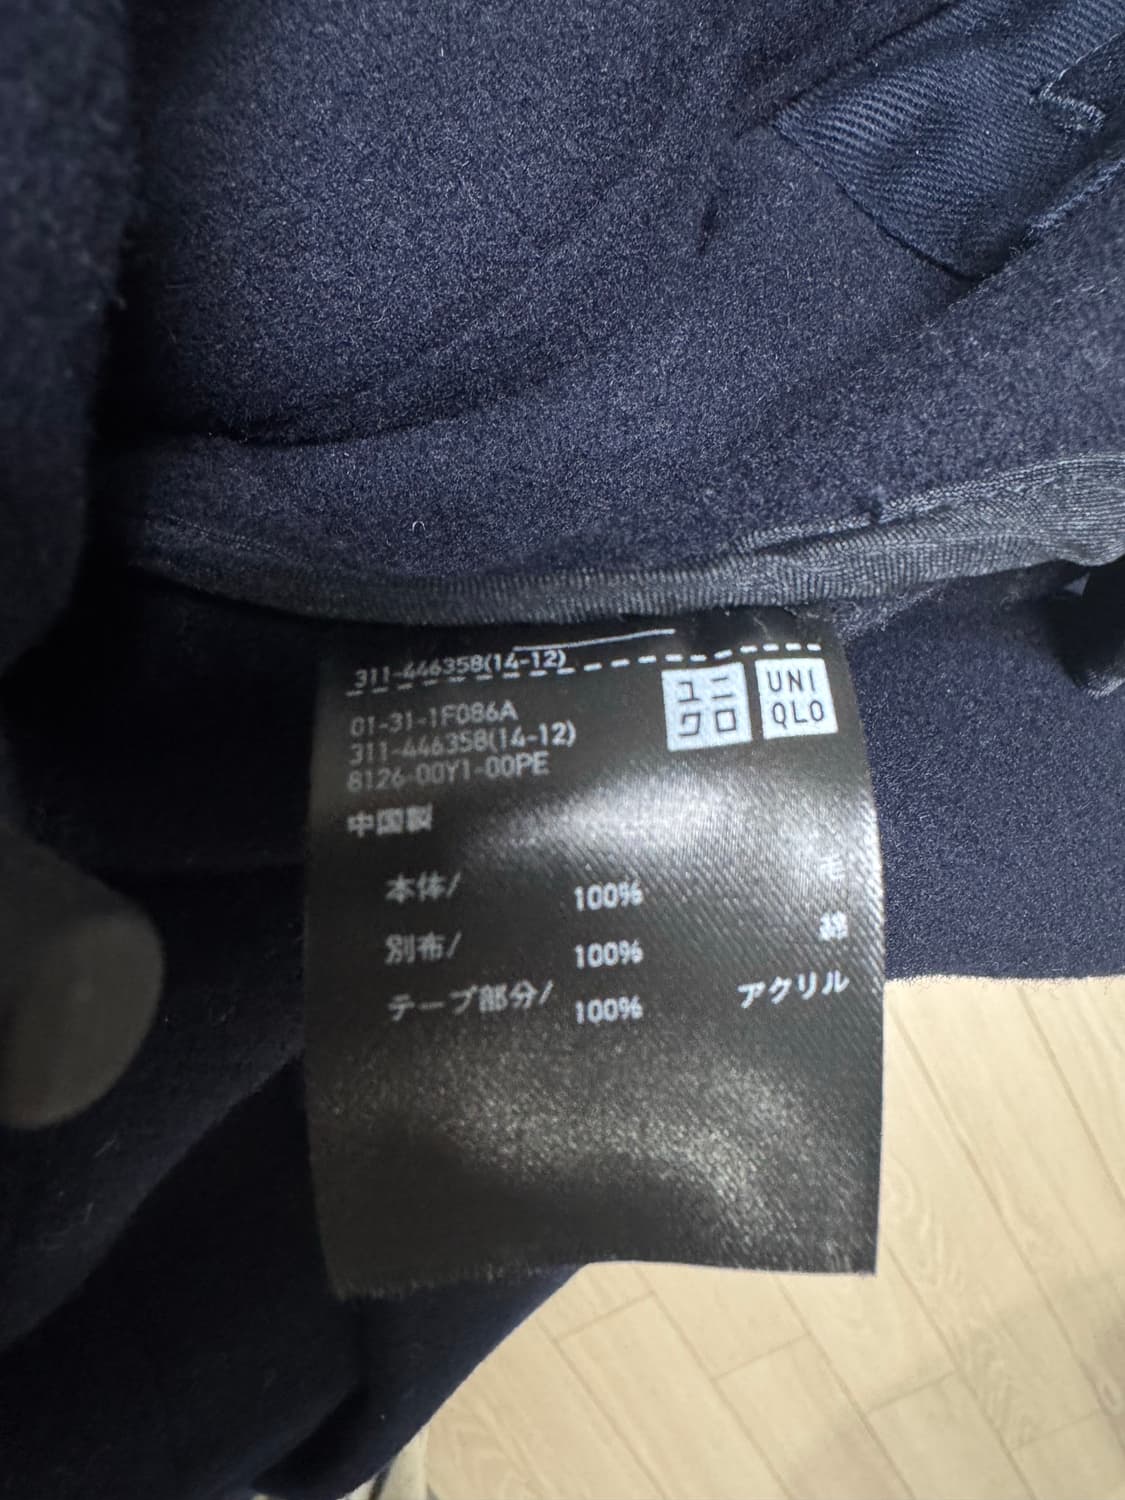 311-446358(14-12)
ユニ
クロ
UNI
QLO
01-31-1F086A
311-446358(14-12)
8126-00Y1-00PE
中国製
本体/ 100% 毛
別布/ 100% 綿
テープ部分/ 100% アクリル